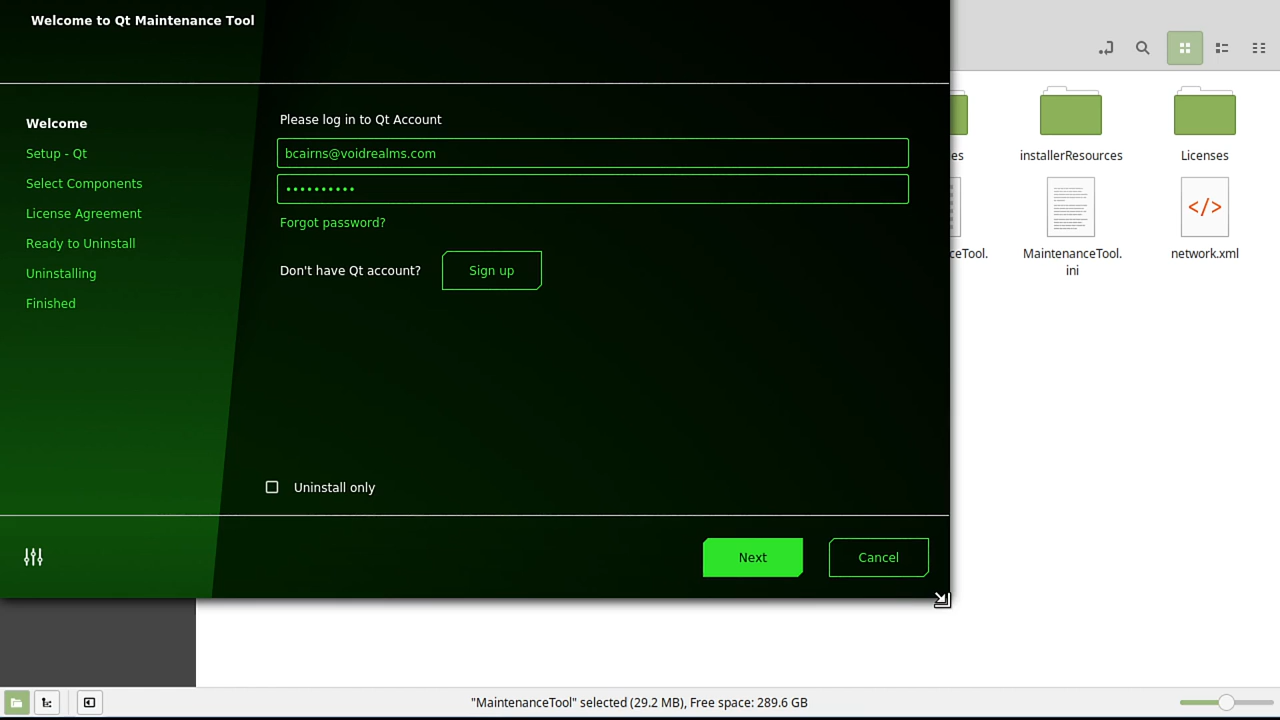 Welcome to Qt Maintenance Tool
Welcome
Setup - Qt
Select Components
License Agreement
Ready to Uninstall
Uninstalling
Finished
Please log in to Qt Account
bcairns@voidrealms.com
Forgot password?
Don't have Qt account?
Sign up
Uninstall only
Next
Cancel
installerResources
Licenses
MaintenanceTool.
ini
network.xml
"MaintenanceTool" selected (29.2 MB), Free space: 289.6 GB